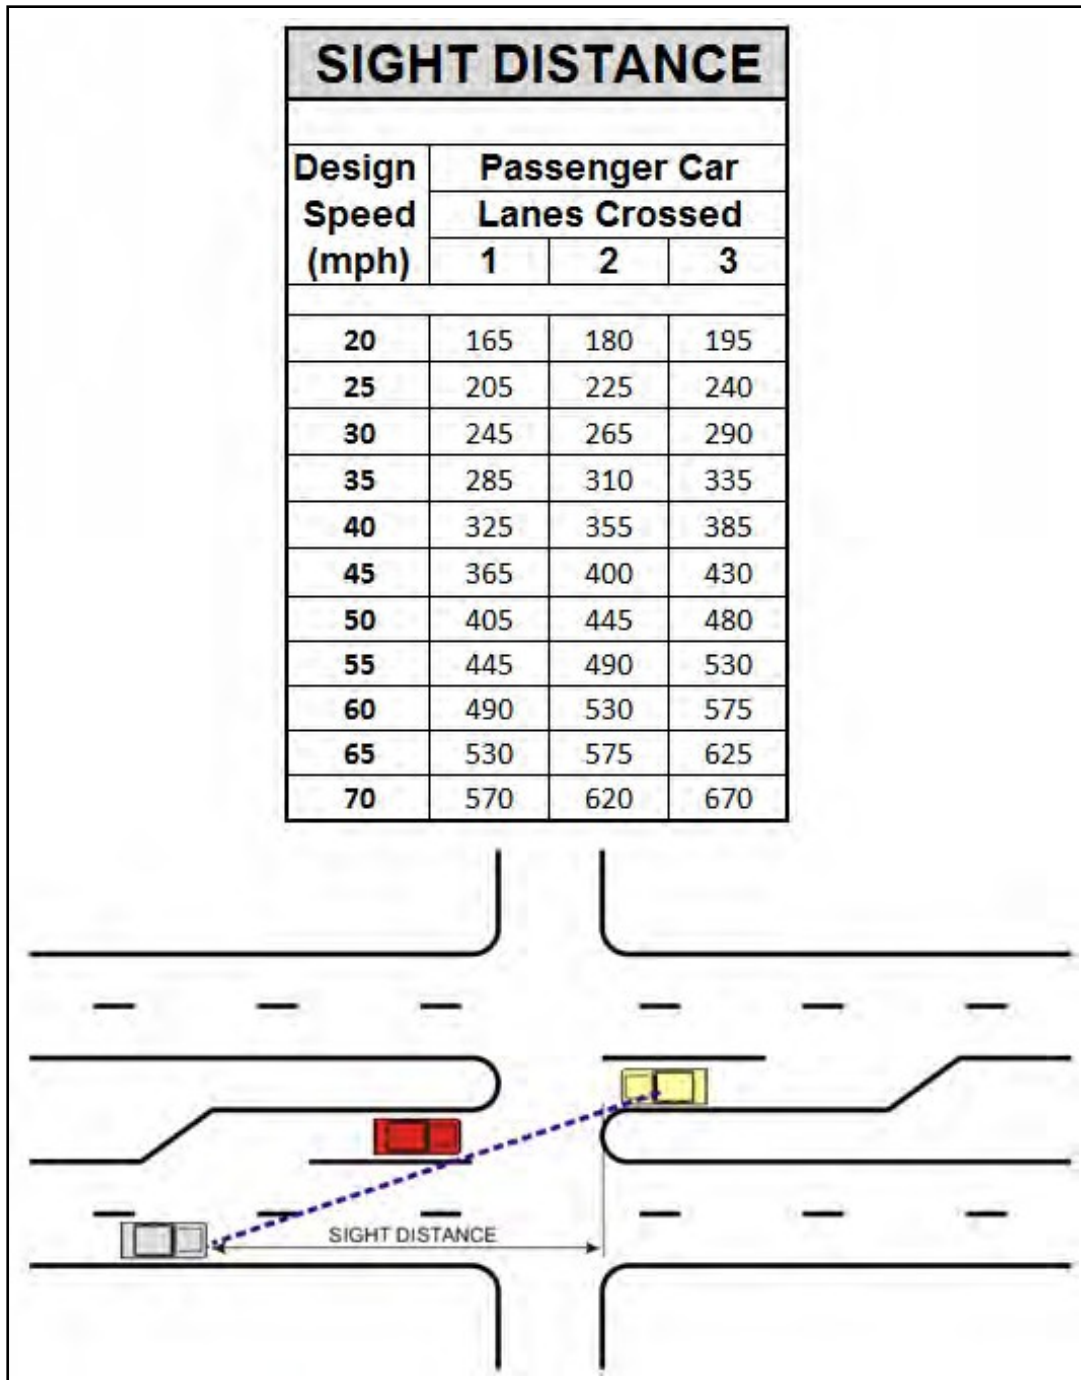 SIGHT DISTANCE
Design Passenger Car
Speed Lanes Crossed
(mph) 1 2 3
20 165 180 195
25 205 225 240
30 245 265 290
35 285 310 335
40 325 355 385
45 365 400 430
50 405 445 480
55 445 490 530
60 490 530 575
65 530 575 625
70 570 620 670
SIGHT DISTANCE